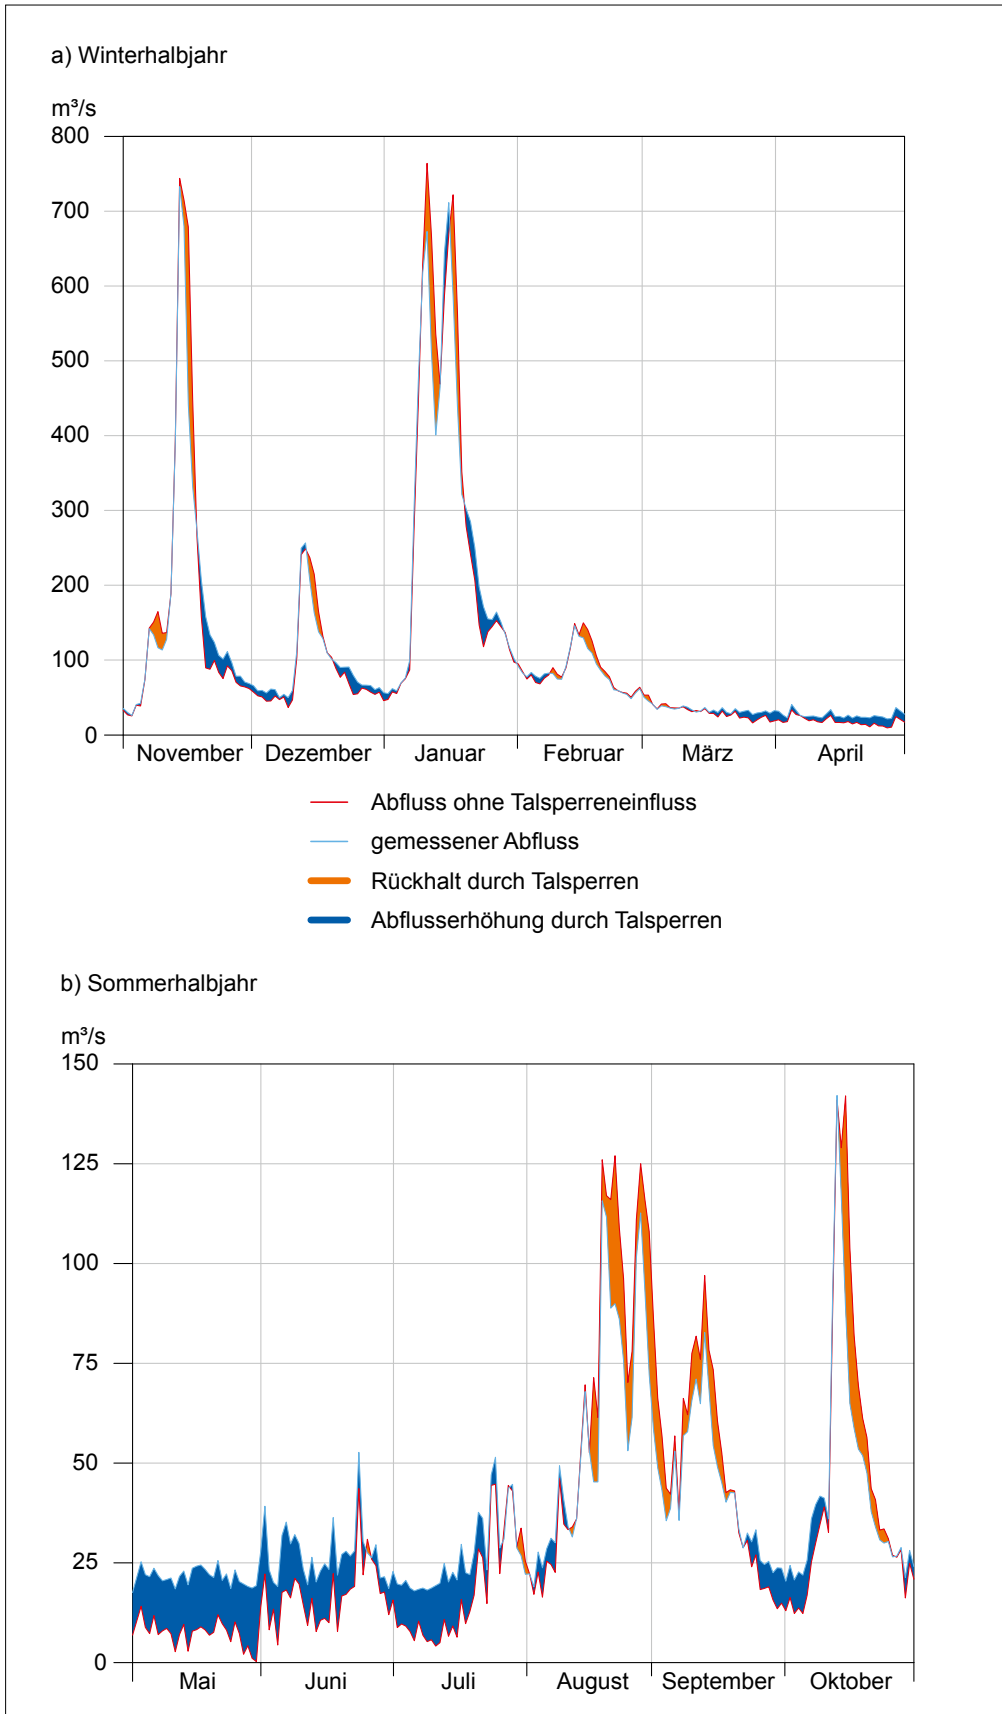 a) Winterhalbjahr
m³/s
800
700
600
500
400
300
200
100
0
November Dezember Januar Februar März April
Abfluss ohne Talsperreneinfluss
gemessener Abfluss
Rückhalt durch Talsperren
Abflusserhöhung durch Talsperren
b) Sommerhalbjahr
m³/s
150
125
100
75
50
25
0
Mai Juni Juli August September Oktober